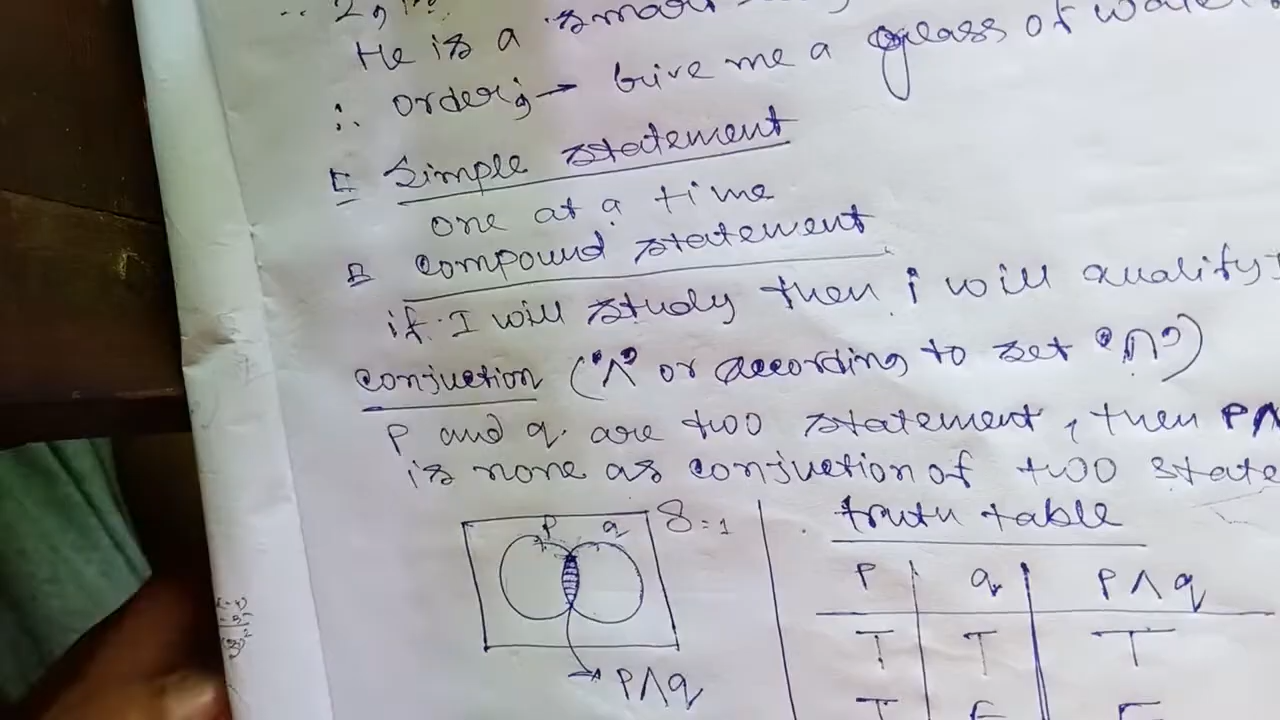 He is a smart
∴ order; → Give me a glass of water
Simple statement
one at a time
compound statement
if I will study then i will qualify
conjuction ('∧' or according to set '∩')
P and q are two statement, then P∧
is none as conjuction of two state
P q S=1
P∧q
truth table
P q P∧q
T T T
T F F